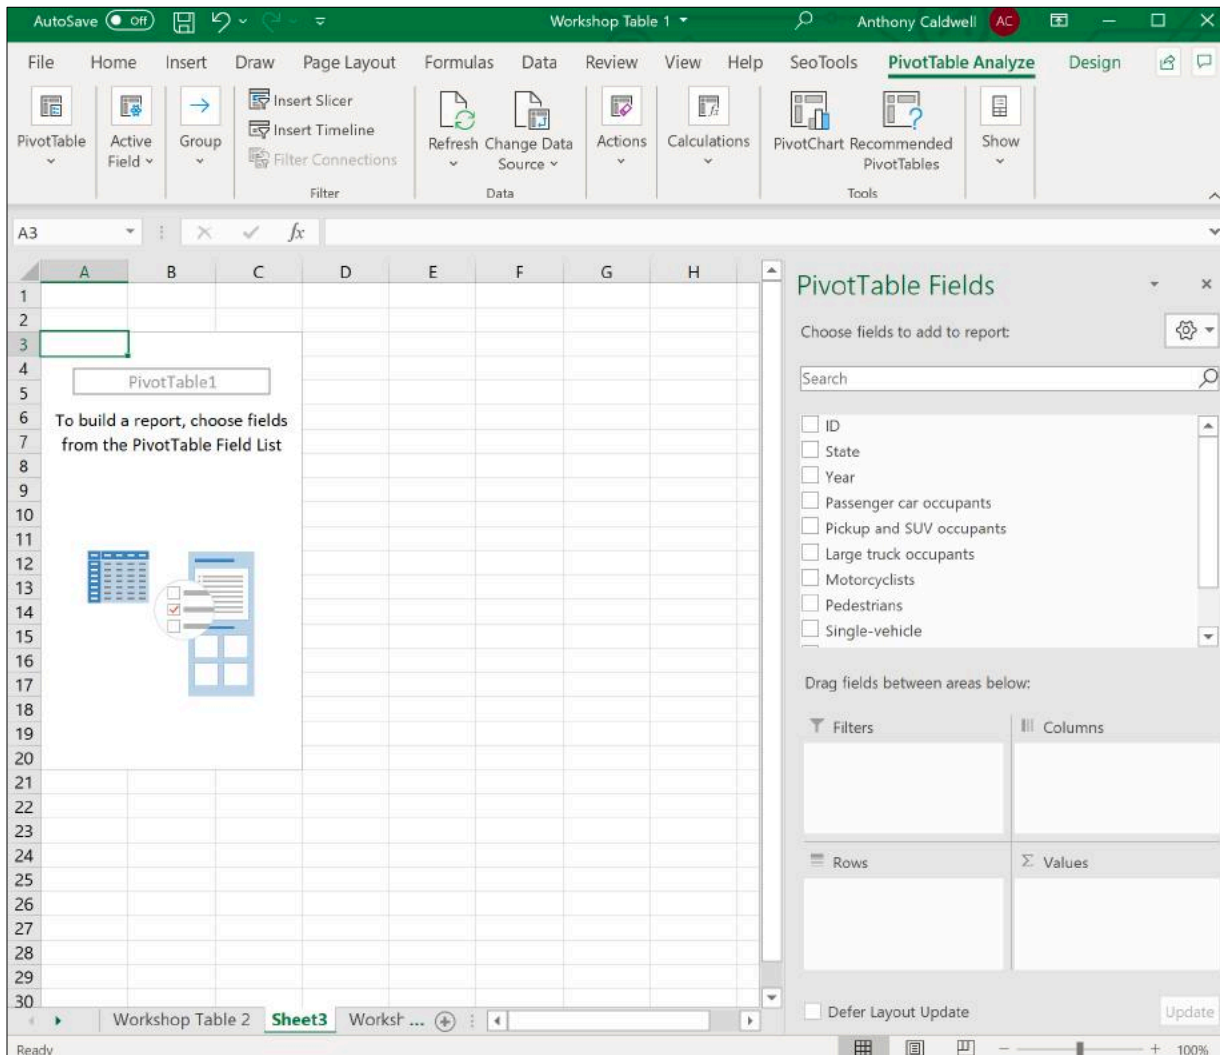 AutoSave Off Workshop Table 1 Anthony Caldwell AC
File Home Insert Draw Page Layout Formulas Data Review View Help SeoTools PivotTable Analyze Design
PivotTable
Active
Field
Group
Insert Slicer
Insert Timeline
Filter Connections
Filter
Refresh
Change Data
Source
Data
Actions
Calculations
PivotChart
Recommended
PivotTables
Tools
Show
A3 fx
A B C D E F G H
1
2
3
4
5
6
7
8
9
10
11
12
13
14
15
16
17
18
19
20
21
22
23
24
25
26
27
28
29
30
PivotTable1
To build a report, choose fields
from the PivotTable Field List
PivotTable Fields
Choose fields to add to report:
Search
ID
State
Year
Passenger car occupants
Pickup and SUV occupants
Large truck occupants
Motorcyclists
Pedestrians
Single-vehicle
Drag fields between areas below:
Filters
Columns
Rows
Σ Values
Defer Layout Update Update
Workshop Table 2 Sheet3 Worksh ...
Ready 100%